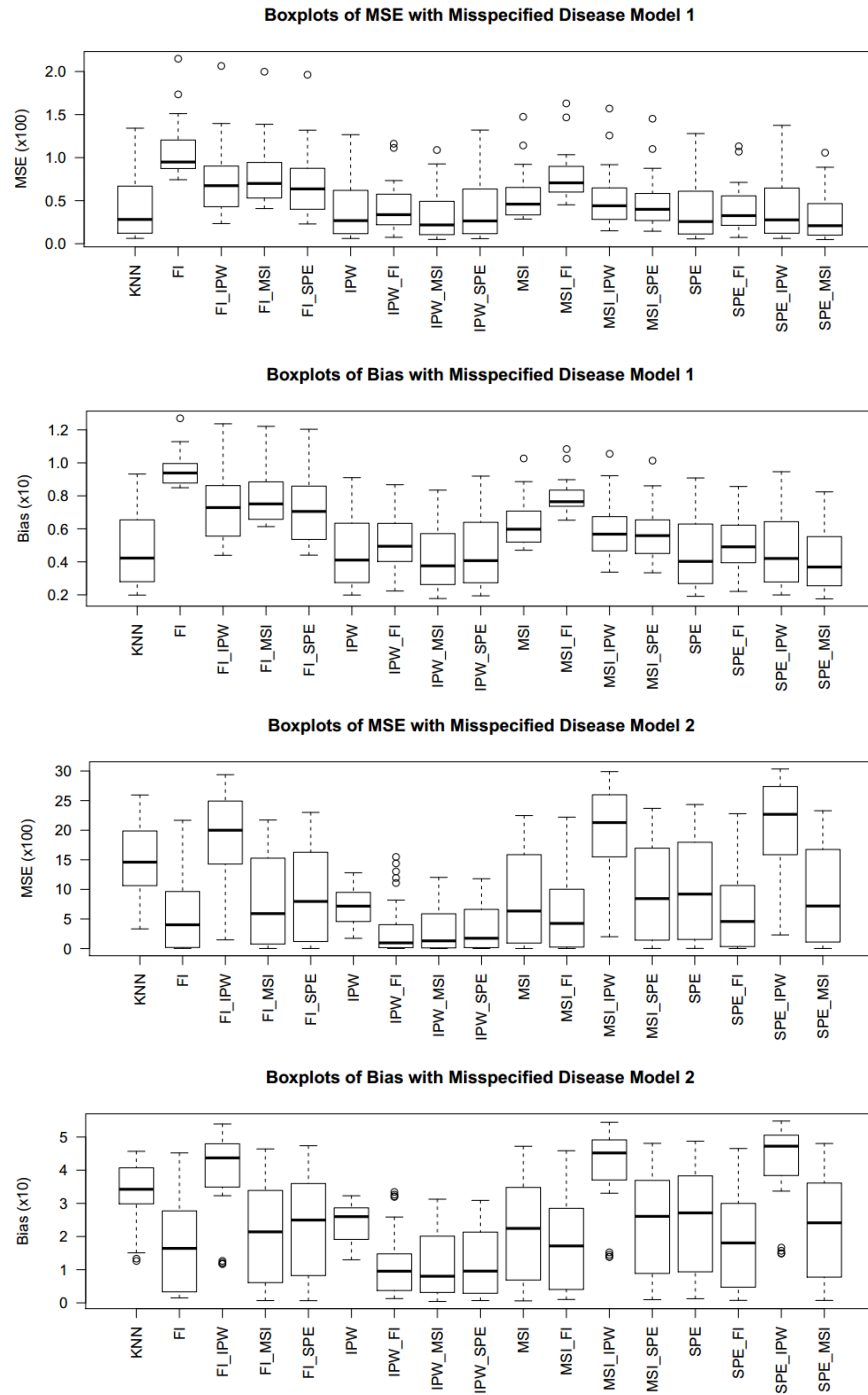 Boxplots of MSE with Misspecified Disease Model 1
MSE (x100)
2.0
1.5
1.0
0.5
0.0
KNN
FI
FI_IPW
FI_MSI
FI_SPE
IPW
IPW_FI
IPW_MSI
IPW_SPE
MSI
MSI_FI
MSI_IPW
MSI_SPE
SPE
SPE_FI
SPE_IPW
SPE_MSI
Boxplots of Bias with Misspecified Disease Model 1
Bias (x10)
1.2
1.0
0.8
0.6
0.4
0.2
KNN
FI
FI_IPW
FI_MSI
FI_SPE
IPW
IPW_FI
IPW_MSI
IPW_SPE
MSI
MSI_FI
MSI_IPW
MSI_SPE
SPE
SPE_FI
SPE_IPW
SPE_MSI
Boxplots of MSE with Misspecified Disease Model 2
MSE (x100)
30
25
20
15
10
5
0
KNN
FI
FI_IPW
FI_MSI
FI_SPE
IPW
IPW_FI
IPW_MSI
IPW_SPE
MSI
MSI_FI
MSI_IPW
MSI_SPE
SPE
SPE_FI
SPE_IPW
SPE_MSI
Boxplots of Bias with Misspecified Disease Model 2
Bias (x10)
5
4
3
2
1
0
KNN
FI
FI_IPW
FI_MSI
FI_SPE
IPW
IPW_FI
IPW_MSI
IPW_SPE
MSI
MSI_FI
MSI_IPW
MSI_SPE
SPE
SPE_FI
SPE_IPW
SPE_MSI